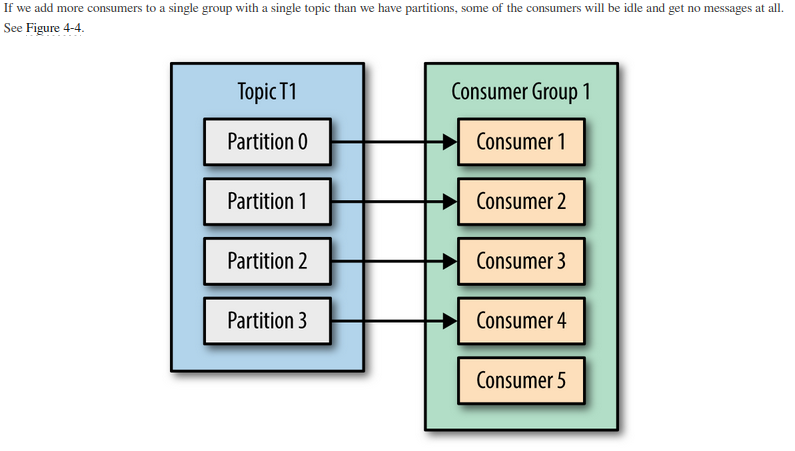 If we add more consumers to a single group with a single topic than we have partitions, some of the consumers will be idle and get no messages at all.
See Figure 4-4.
Topic T1
Partition 0
Partition 1
Partition 2
Partition 3
Consumer Group 1
Consumer 1
Consumer 2
Consumer 3
Consumer 4
Consumer 5